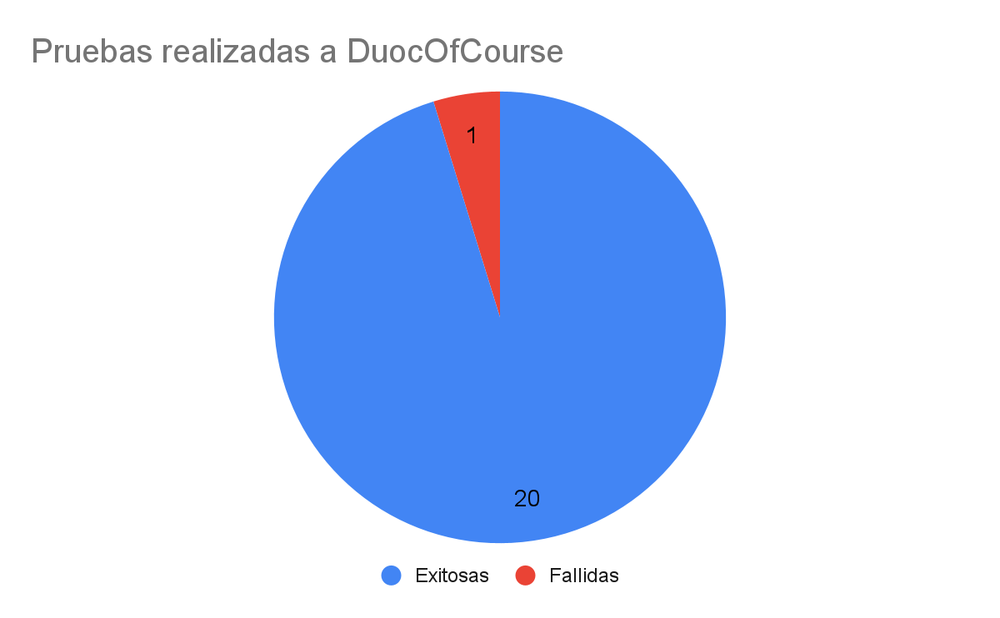 Pruebas realizadas a DuocOfCourse
1
20
Exitosas
Fallidas